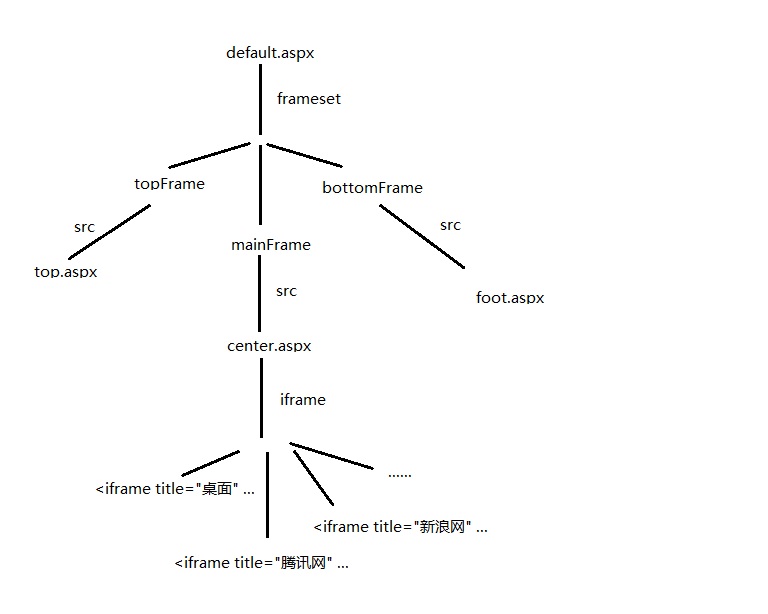 default.aspx
frameset
topFrame
bottomFrame
src
src
mainFrame
top.aspx
src
foot.aspx
center.aspx
iframe
......
<iframe title="桌面" ...
<iframe title="新浪网" ...
<iframe title="腾讯网" ...